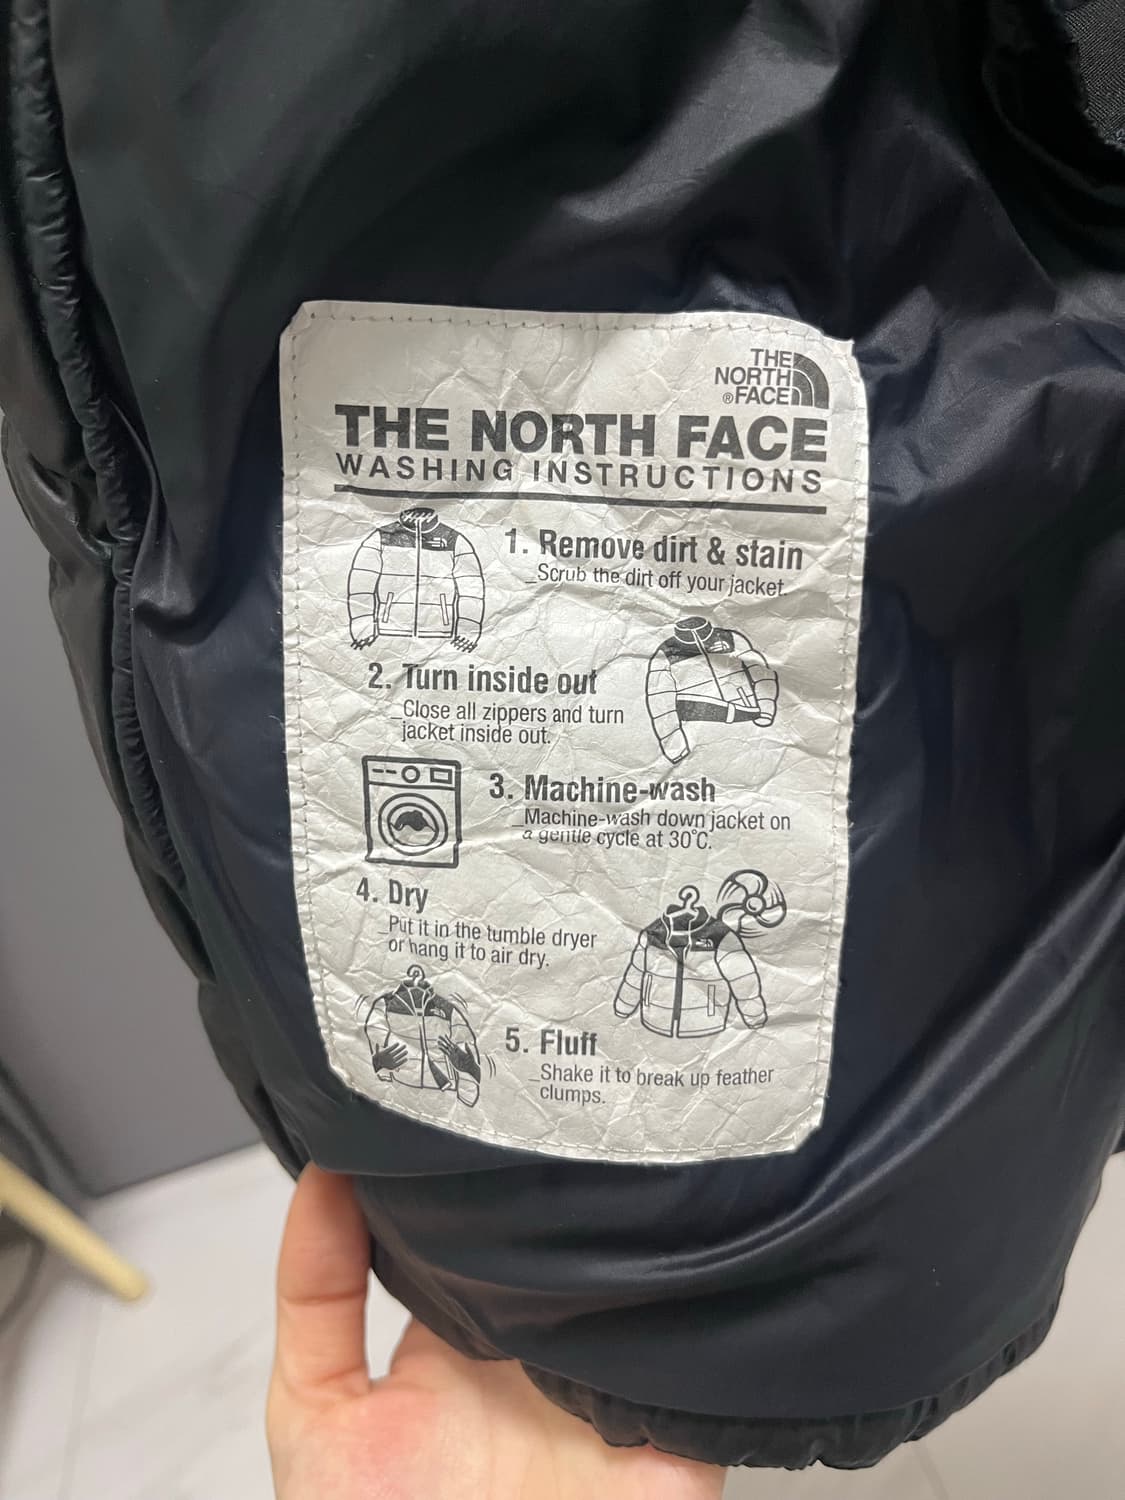 THE
NORTH
®FACE
THE NORTH FACE
WASHING INSTRUCTIONS
1. Remove dirt & stain
_Scrub the dirt off your jacket.
2. Turn inside out
_Close all zippers and turn
jacket inside out.
3. Machine-wash
_Machine-wash down jacket on
a gentle cycle at 30°C.
4. Dry
_Put it in the tumble dryer
or hang it to air dry.
5. Fluff
_Shake it to break up feather
clumps.